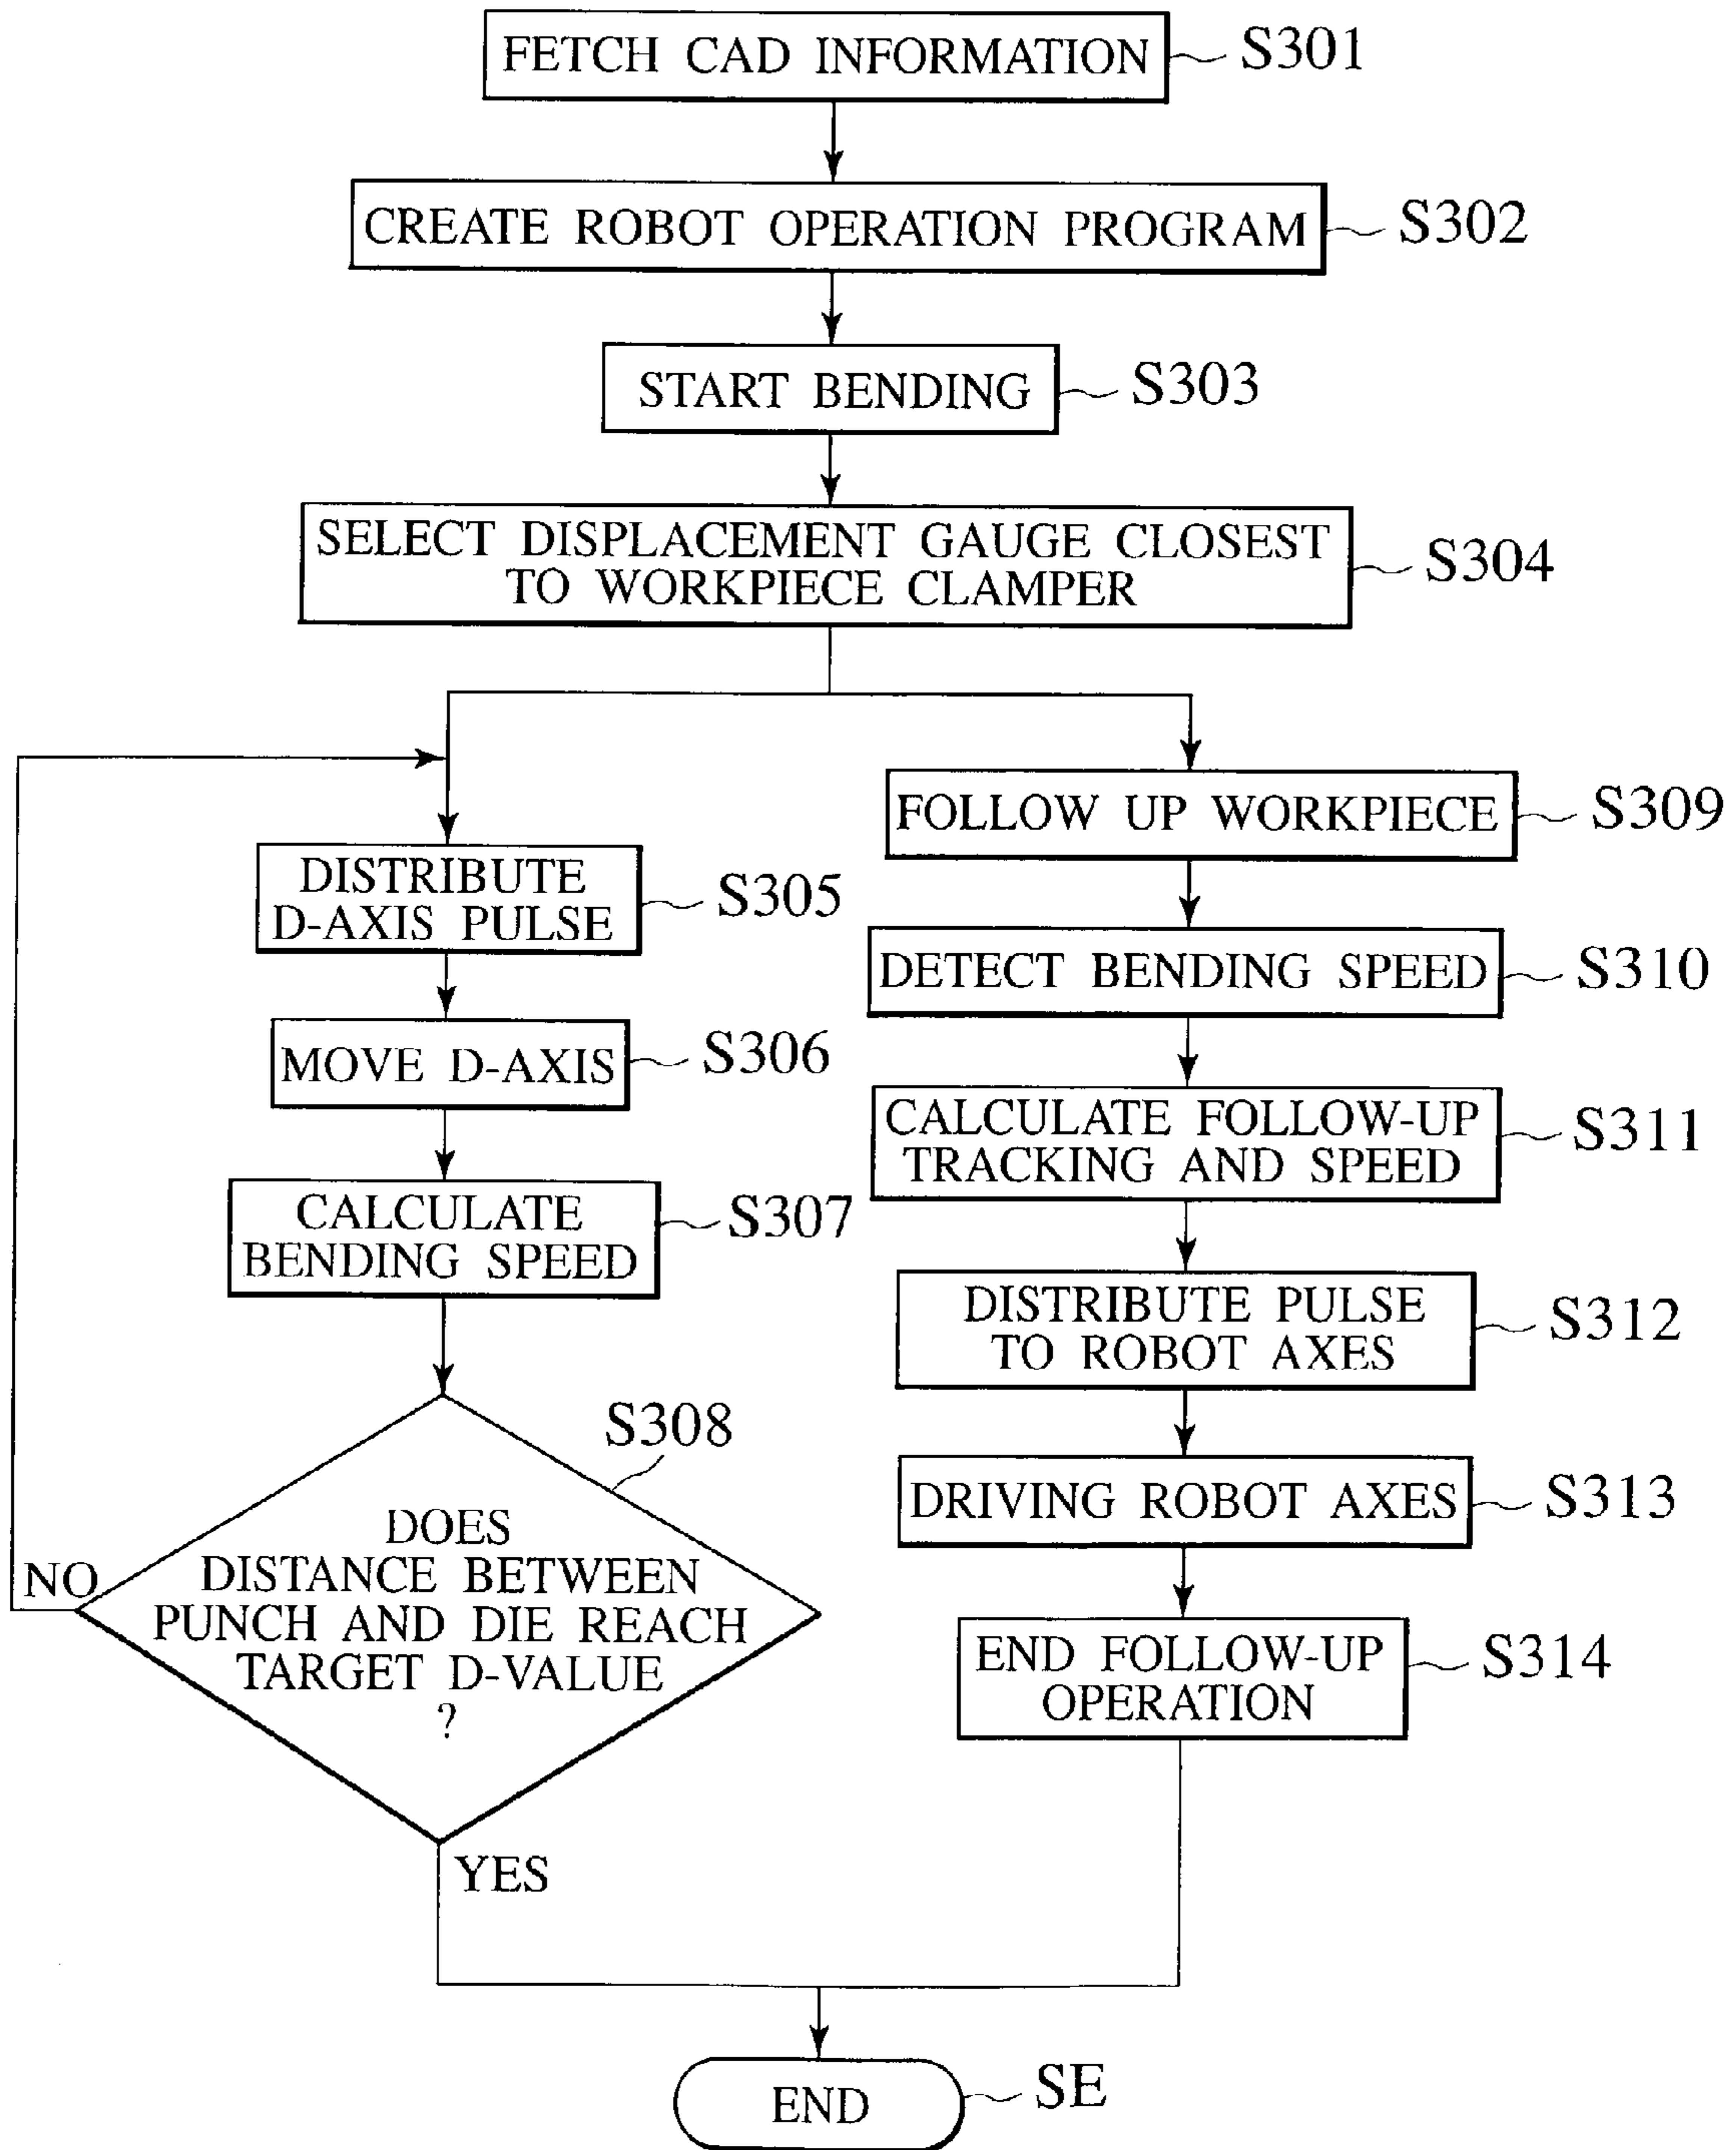 FETCH CAD INFORMATION
S301
CREATE ROBOT OPERATION PROGRAM
S302
START BENDING
S303
SELECT DISPLACEMENT GAUGE CLOSEST
TO WORKPIECE CLAMPER
S304
DISTRIBUTE
D-AXIS PULSE
S305
MOVE D-AXIS
S306
CALCULATE
BENDING SPEED
S307
S308
DOES
DISTANCE BETWEEN
PUNCH AND DIE REACH
TARGET D-VALUE
?
NO
YES
FOLLOW UP WORKPIECE
S309
DETECT BENDING SPEED
S310
CALCULATE FOLLOW-UP
TRACKING AND SPEED
S311
DISTRIBUTE PULSE
TO ROBOT AXES
S312
DRIVING ROBOT AXES
S313
END FOLLOW-UP
OPERATION
S314
END
SE